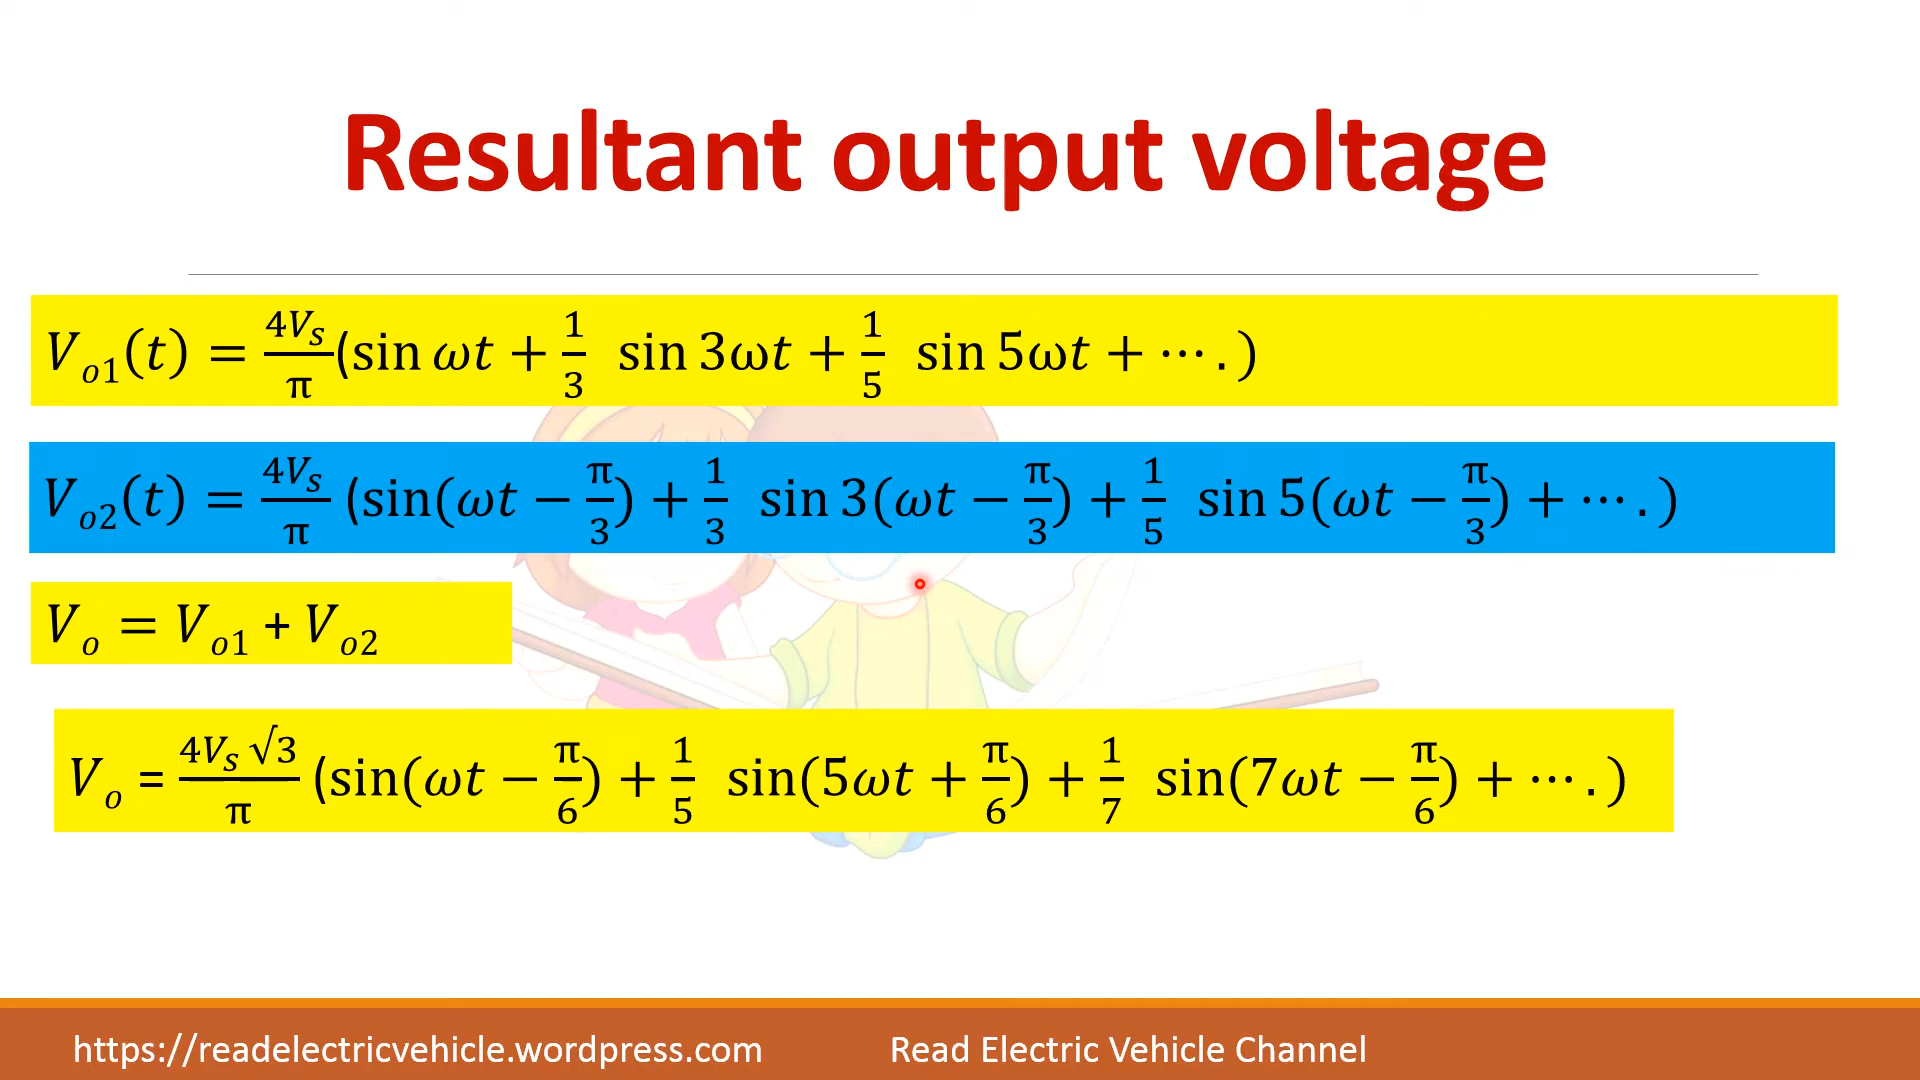 Resultant output voltage
V_{o1}(t) = \frac{4V_s}{π}(sin ωt + \frac{1}{3} sin 3ωt + \frac{1}{5} sin 5ωt + ⋯ . )
V_{o2}(t) = \frac{4V_s}{π} (sin(ωt − \frac{π}{3}) + \frac{1}{3} sin 3(ωt − \frac{π}{3}) + \frac{1}{5} sin 5(ωt − \frac{π}{3}) + ⋯ . )
V_o = V_{o1} + V_{o2}
V_o = \frac{4V_s √3}{π} (sin(ωt − \frac{π}{6}) + \frac{1}{5} sin(5ωt + \frac{π}{6}) + \frac{1}{7} sin(7ωt − \frac{π}{6}) + ⋯ . )
https://readelectricvehicle.wordpress.com Read Electric Vehicle Channel